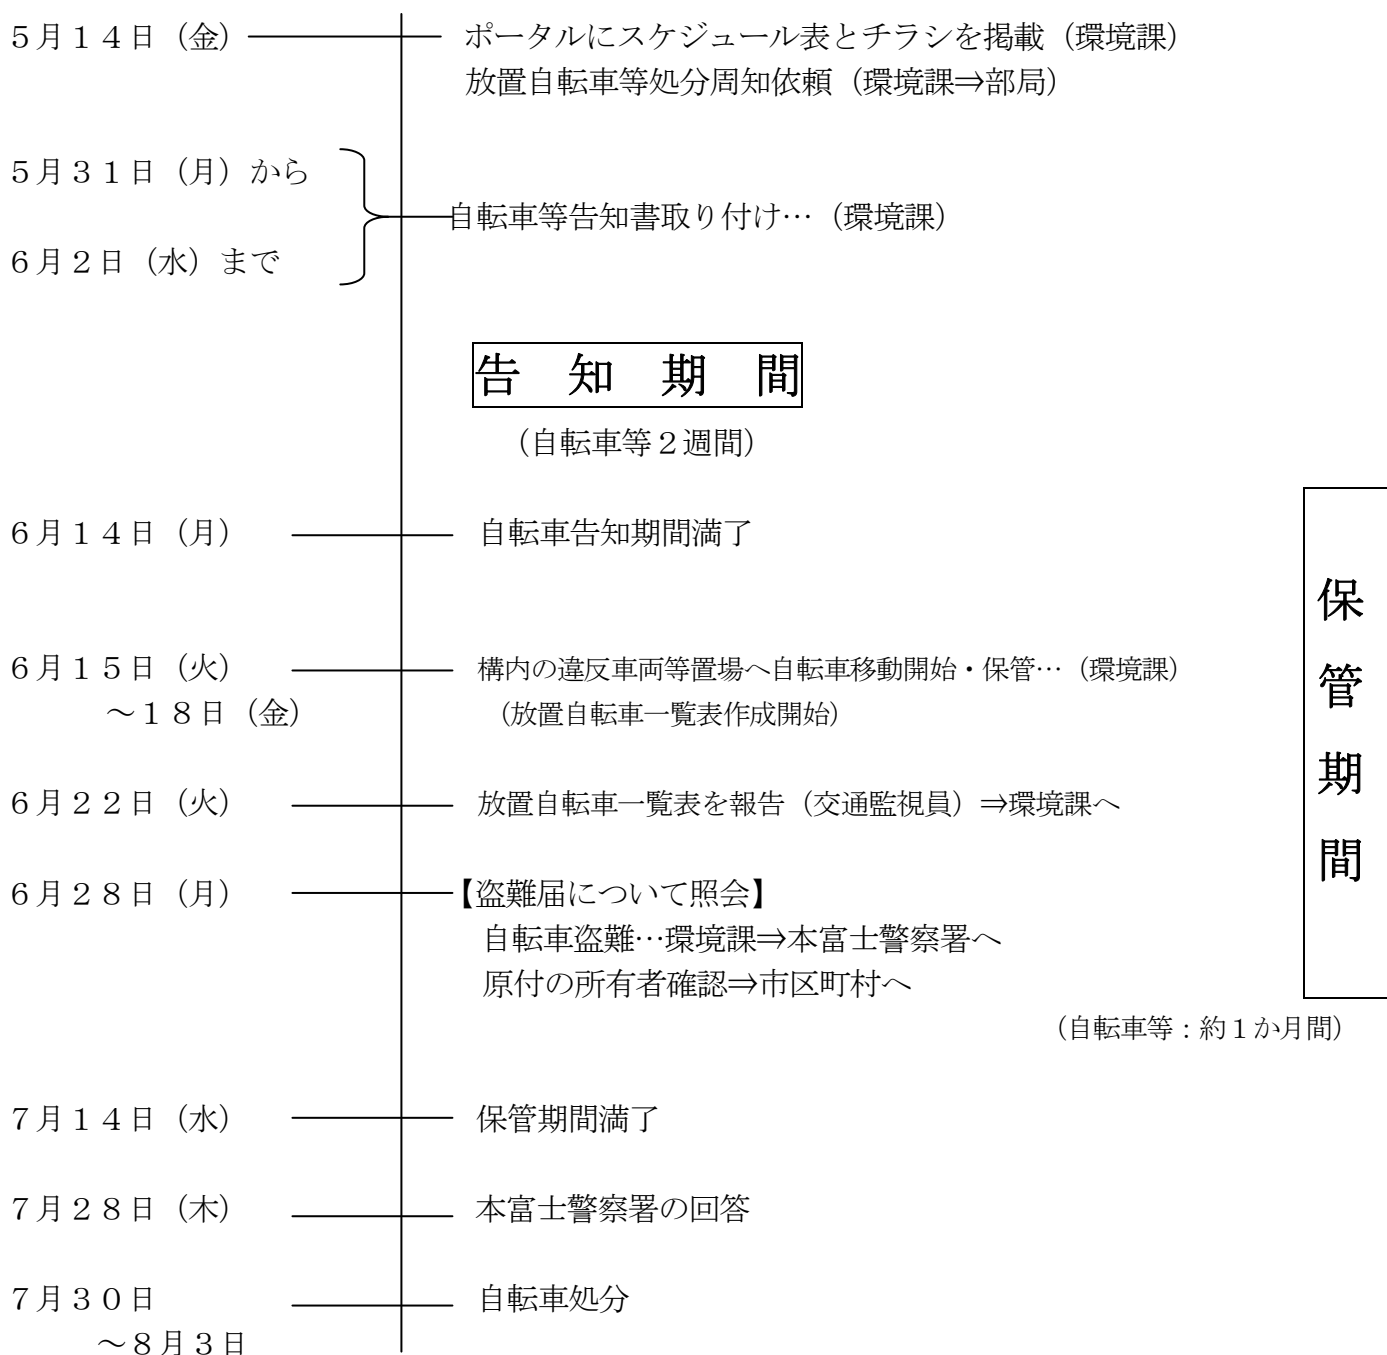 ５月１４日（金）　ポータルにスケジュール表とチラシを掲載（環境課）
放置自転車等処分周知依頼（環境課⇒部局）
５月３１日（月）から
自転車等告知書取り付け…（環境課）
６月２日（水）まで
告　知　期　間
（自転車等２週間）
６月１４日（月）　自転車告知期間満了
６月１５日（火）　構内の違反車両等置場へ自転車移動開始・保管…（環境課）
～１８日（金）　（放置自転車一覧表作成開始）
６月２２日（火）　放置自転車一覧表を報告（交通監視員）⇒環境課へ
６月２８日（月）　【盗難届について照会】
自転車盗難…環境課⇒本富士警察署へ
原付の所有者確認⇒市区町村へ
保管期間
（自転車等：約１か月間）
７月１４日（水）　保管期間満了
７月２８日（木）　本富士警察署の回答
７月３０日　自転車処分
～８月３日